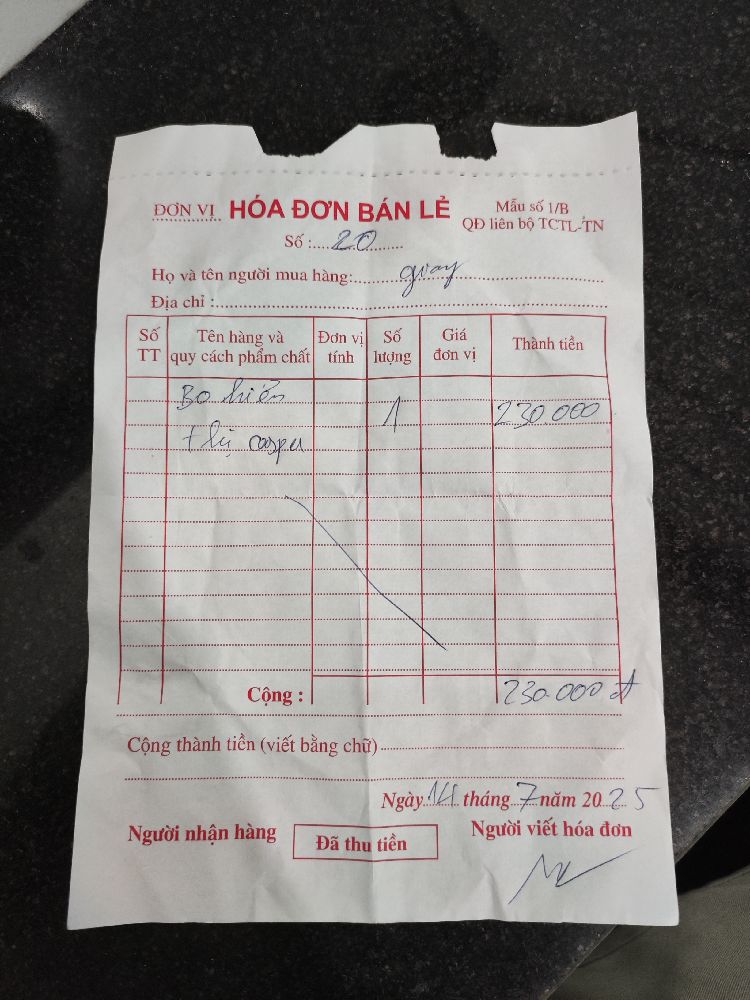 ĐƠN VỊ HÓA ĐƠN BÁN LẺ Mẫu số 1/B
QĐ liên bộ TCTL-TN
Số:....20..........
Họ và tên người mua hàng:
Địa chỉ :
Số TT Tên hàng và quy cách phẩm chất Đơn vị tính Số lượng Giá đơn vị Thành tiền
Bo hiển 1 230.000
thị casper
Cộng : 230.000 đ
Cộng thành tiền (viết bằng chữ)
Ngày 14 tháng 7 năm 2025
Người nhận hàng Đã thu tiền Người viết hóa đơn